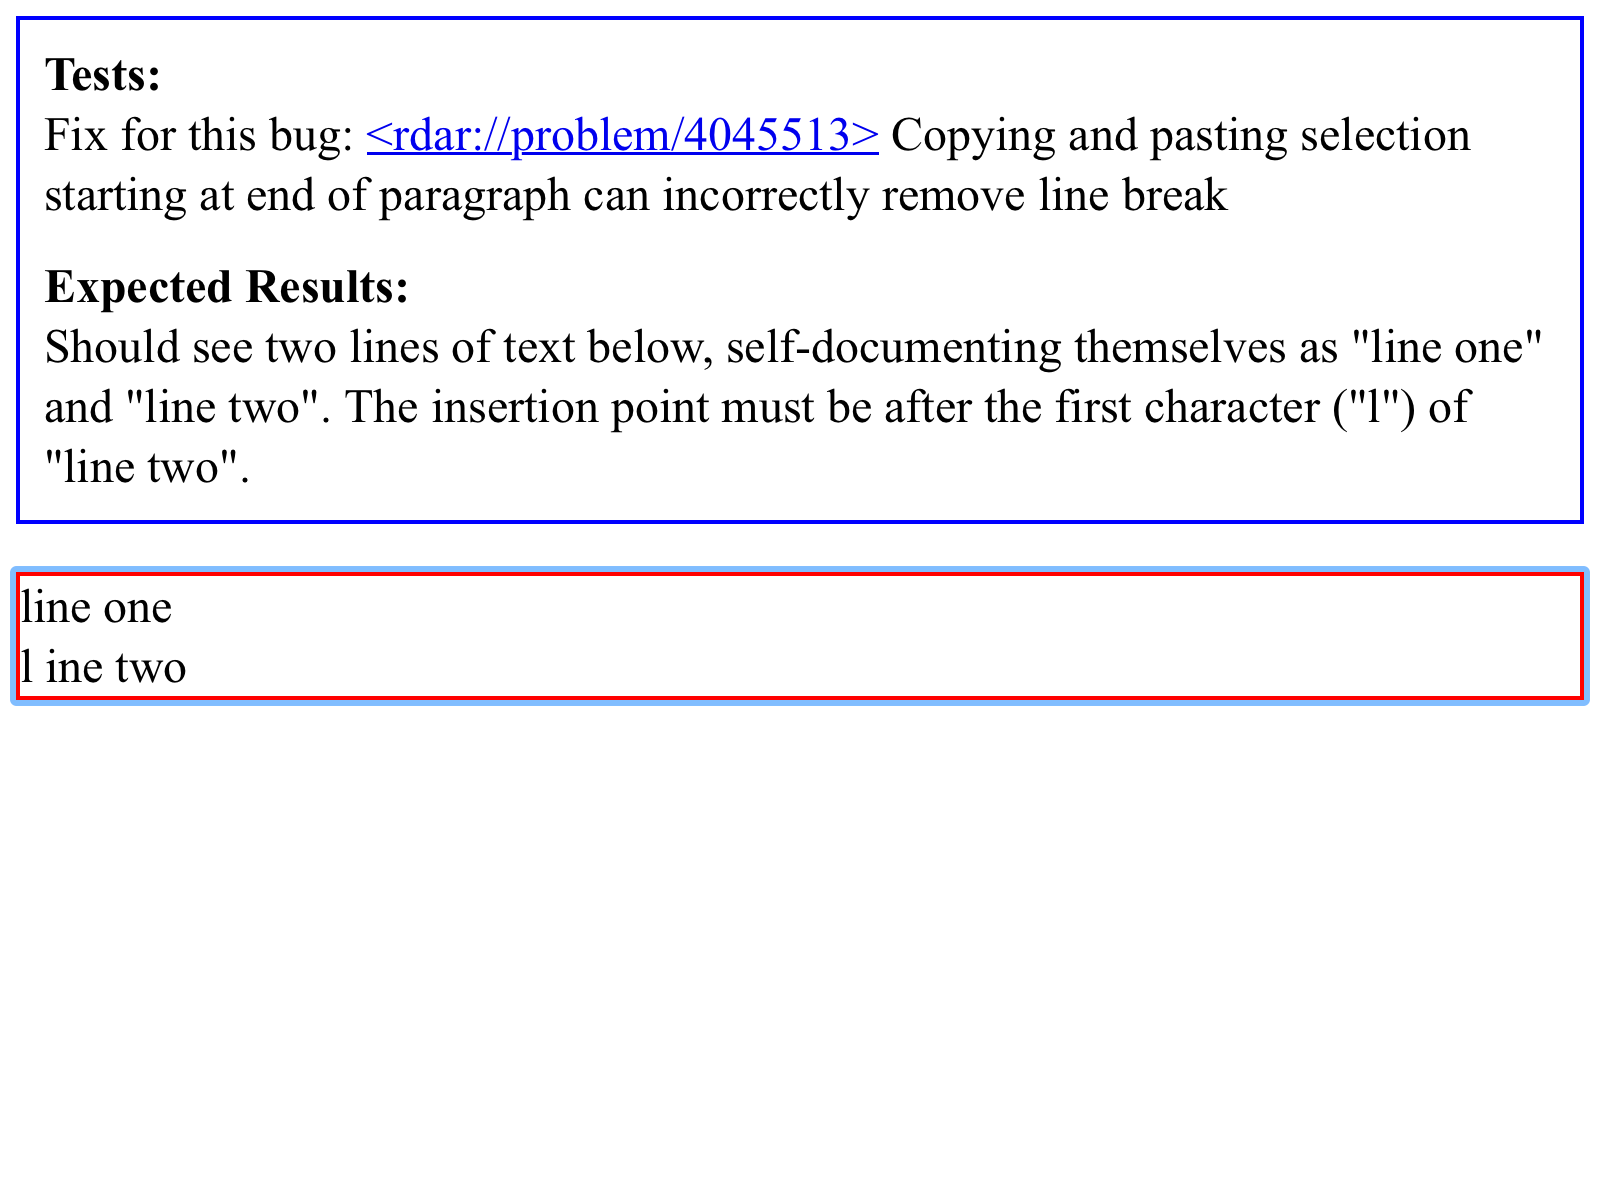 Tests:
Fix for this bug: <rdar://problem/4045513> Copying and pasting selection
starting at end of paragraph can incorrectly remove line break
Expected Results:
Should see two lines of text below, self-documenting themselves as "line one"
and "line two". The insertion point must be after the first character ("l") of
"line two".
line one
l ine two